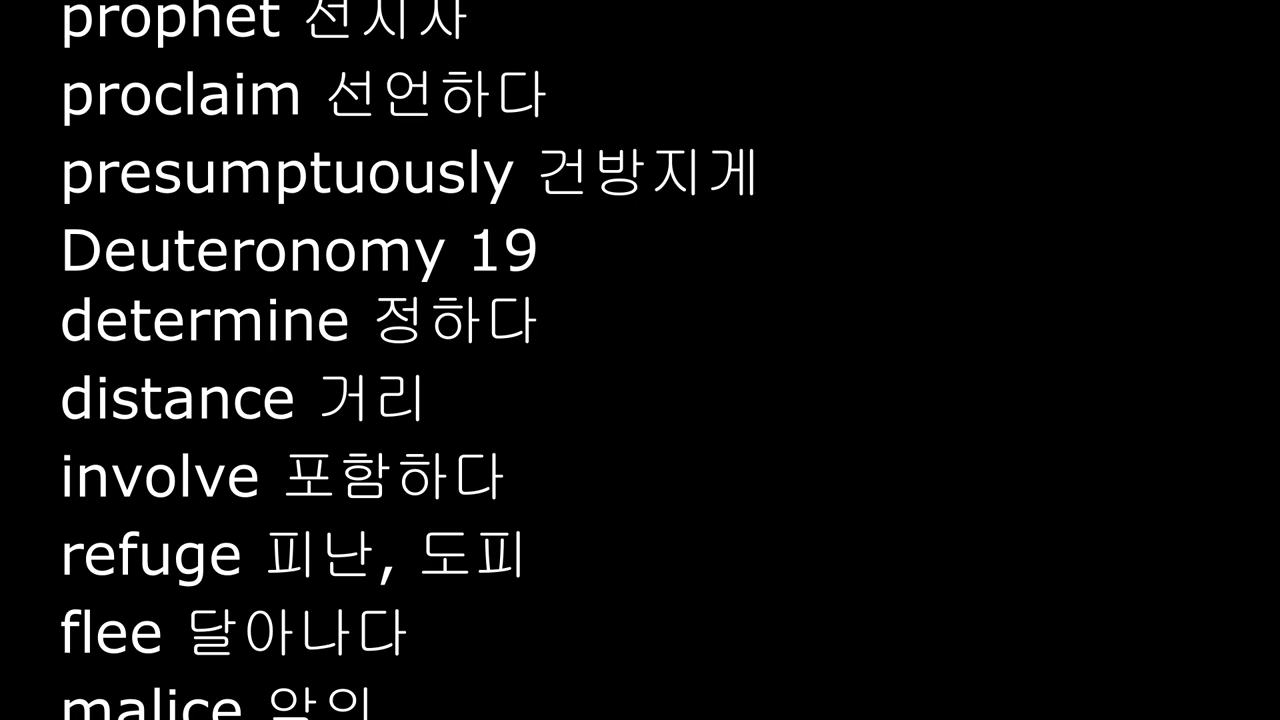 prophet 선지자
proclaim 선언하다
presumptuously 건방지게
Deuteronomy 19
determine 정하다
distance 거리
involve 포함하다
refuge 피난, 도피
flee 달아나다
malice 악의